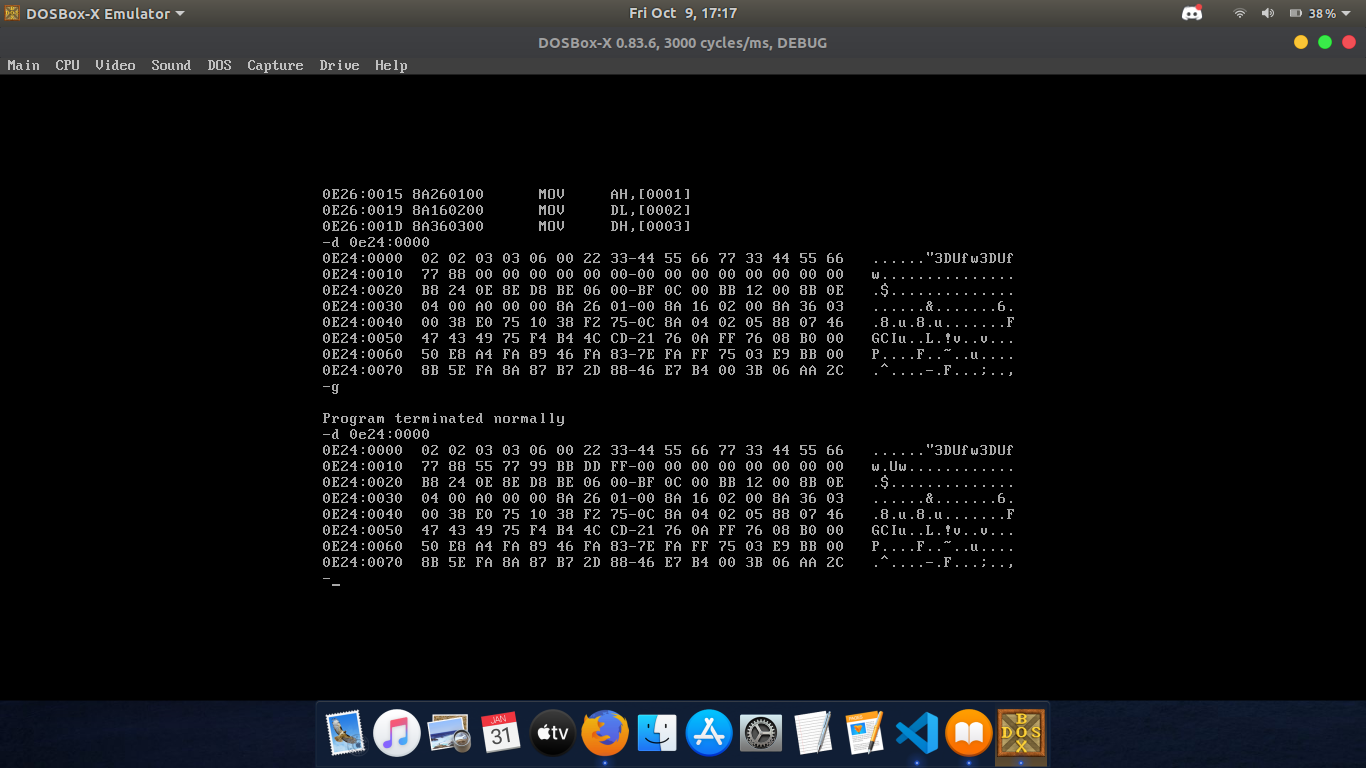 DOSBox-X Emulator
Fri Oct 9, 17:17
38%
DOSBox-X 0.83.6, 3000 cycles/ms, DEBUG
Main CPU Video Sound DOS Capture Drive Help
0E26:0015 8A260100 MOV AH,[0001]
0E26:0019 8A160200 MOV DL,[0002]
0E26:001D 8A360300 MOV DH,[0003]
-d 0e24:0000
0E24:0000 02 02 03 03 06 00 22 33-44 55 66 77 33 44 55 66 ......"3DUfw3DUf
0E24:0010 77 88 00 00 00 00 00 00-00 00 00 00 00 00 00 00 w...............
0E24:0020 B8 24 0E 8E D8 BE 06 00-BF 0C 00 BB 12 00 8B 0E .$..............
0E24:0030 04 00 A0 00 00 8A 26 01-00 8A 16 02 00 8A 36 03 ......&.......6.
0E24:0040 00 38 E0 75 10 38 F2 75-0C 8A 04 02 05 88 07 46 .8.u.8.u.......F
0E24:0050 47 43 49 75 F4 B4 4C CD-21 76 0A FF 76 08 B0 00 GCIu..L.!v..v...
0E24:0060 50 E8 A4 FA 89 46 FA 83-7E FA FF 75 03 E9 BB 00 P....F..~..u....
0E24:0070 8B 5E FA 8A 87 B7 2D 88-46 E7 B4 00 3B 06 AA 2C .^....-.F...;..,
-g
Program terminated normally
-d 0e24:0000
0E24:0000 02 02 03 03 06 00 22 33-44 55 66 77 33 44 55 66 ......"3DUfw3DUf
0E24:0010 77 88 55 77 99 BB DD FF-00 00 00 00 00 00 00 00 w.Uw............
0E24:0020 B8 24 0E 8E D8 BE 06 00-BF 0C 00 BB 12 00 8B 0E .$..............
0E24:0030 04 00 A0 00 00 8A 26 01-00 8A 16 02 00 8A 36 03 ......&.......6.
0E24:0040 00 38 E0 75 10 38 F2 75-0C 8A 04 02 05 88 07 46 .8.u.8.u.......F
0E24:0050 47 43 49 75 F4 B4 4C CD-21 76 0A FF 76 08 B0 00 GCIu..L.!v..v...
0E24:0060 50 E8 A4 FA 89 46 FA 83-7E FA FF 75 03 E9 BB 00 P....F..~..u....
0E24:0070 8B 5E FA 8A 87 B7 2D 88-46 E7 B4 00 3B 06 AA 2C .^....-.F...;..,
-_
JAN
31
tv
PAGES
BOX
DOS